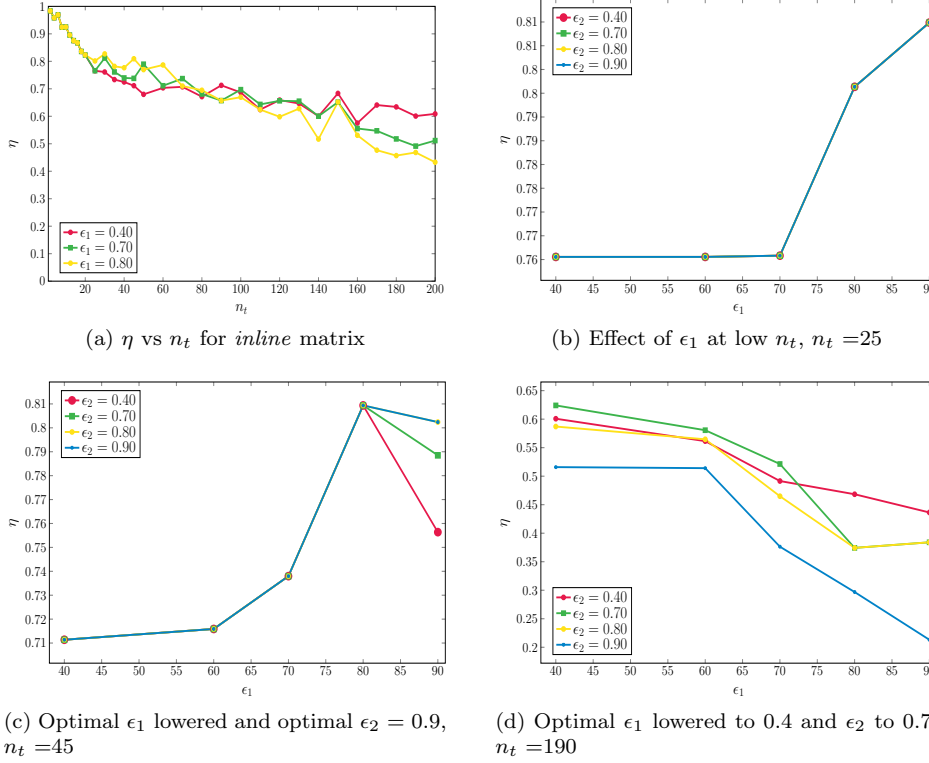 1
0.9
0.8
0.7
0.6
0.5
0.4
0.3
0.2
0.1
0
η
ϵ₁ = 0.40
ϵ₁ = 0.70
ϵ₁ = 0.80
20 40 60 80 100 120 140 160 180 200
n_t
(a) η vs n_t for inline matrix
0.81
0.81
0.8
0.8
0.79
0.79
0.78
0.78
0.77
0.77
0.76
η
ϵ₂ = 0.40
ϵ₂ = 0.70
ϵ₂ = 0.80
ϵ₂ = 0.90
40 45 50 55 60 65 70 75 80 85 90
ϵ₁
(b) Effect of ϵ₁ at low n_t, n_t =25
0.81
0.8
0.79
0.78
0.77
0.76
0.75
0.74
0.73
0.72
0.71
η
ϵ₂ = 0.40
ϵ₂ = 0.70
ϵ₂ = 0.80
ϵ₂ = 0.90
40 45 50 55 60 65 70 75 80 85 90
ϵ₁
(c) Optimal ϵ₁ lowered and optimal ϵ₂ = 0.9,
n_t =45
0.65
0.6
0.55
0.5
0.45
0.4
0.35
0.3
0.25
0.2
η
ϵ₂ = 0.40
ϵ₂ = 0.70
ϵ₂ = 0.80
ϵ₂ = 0.90
40 45 50 55 60 65 70 75 80 85 90
ϵ₁
(d) Optimal ϵ₁ lowered to 0.4 and ϵ₂ to 0.7
n_t =190